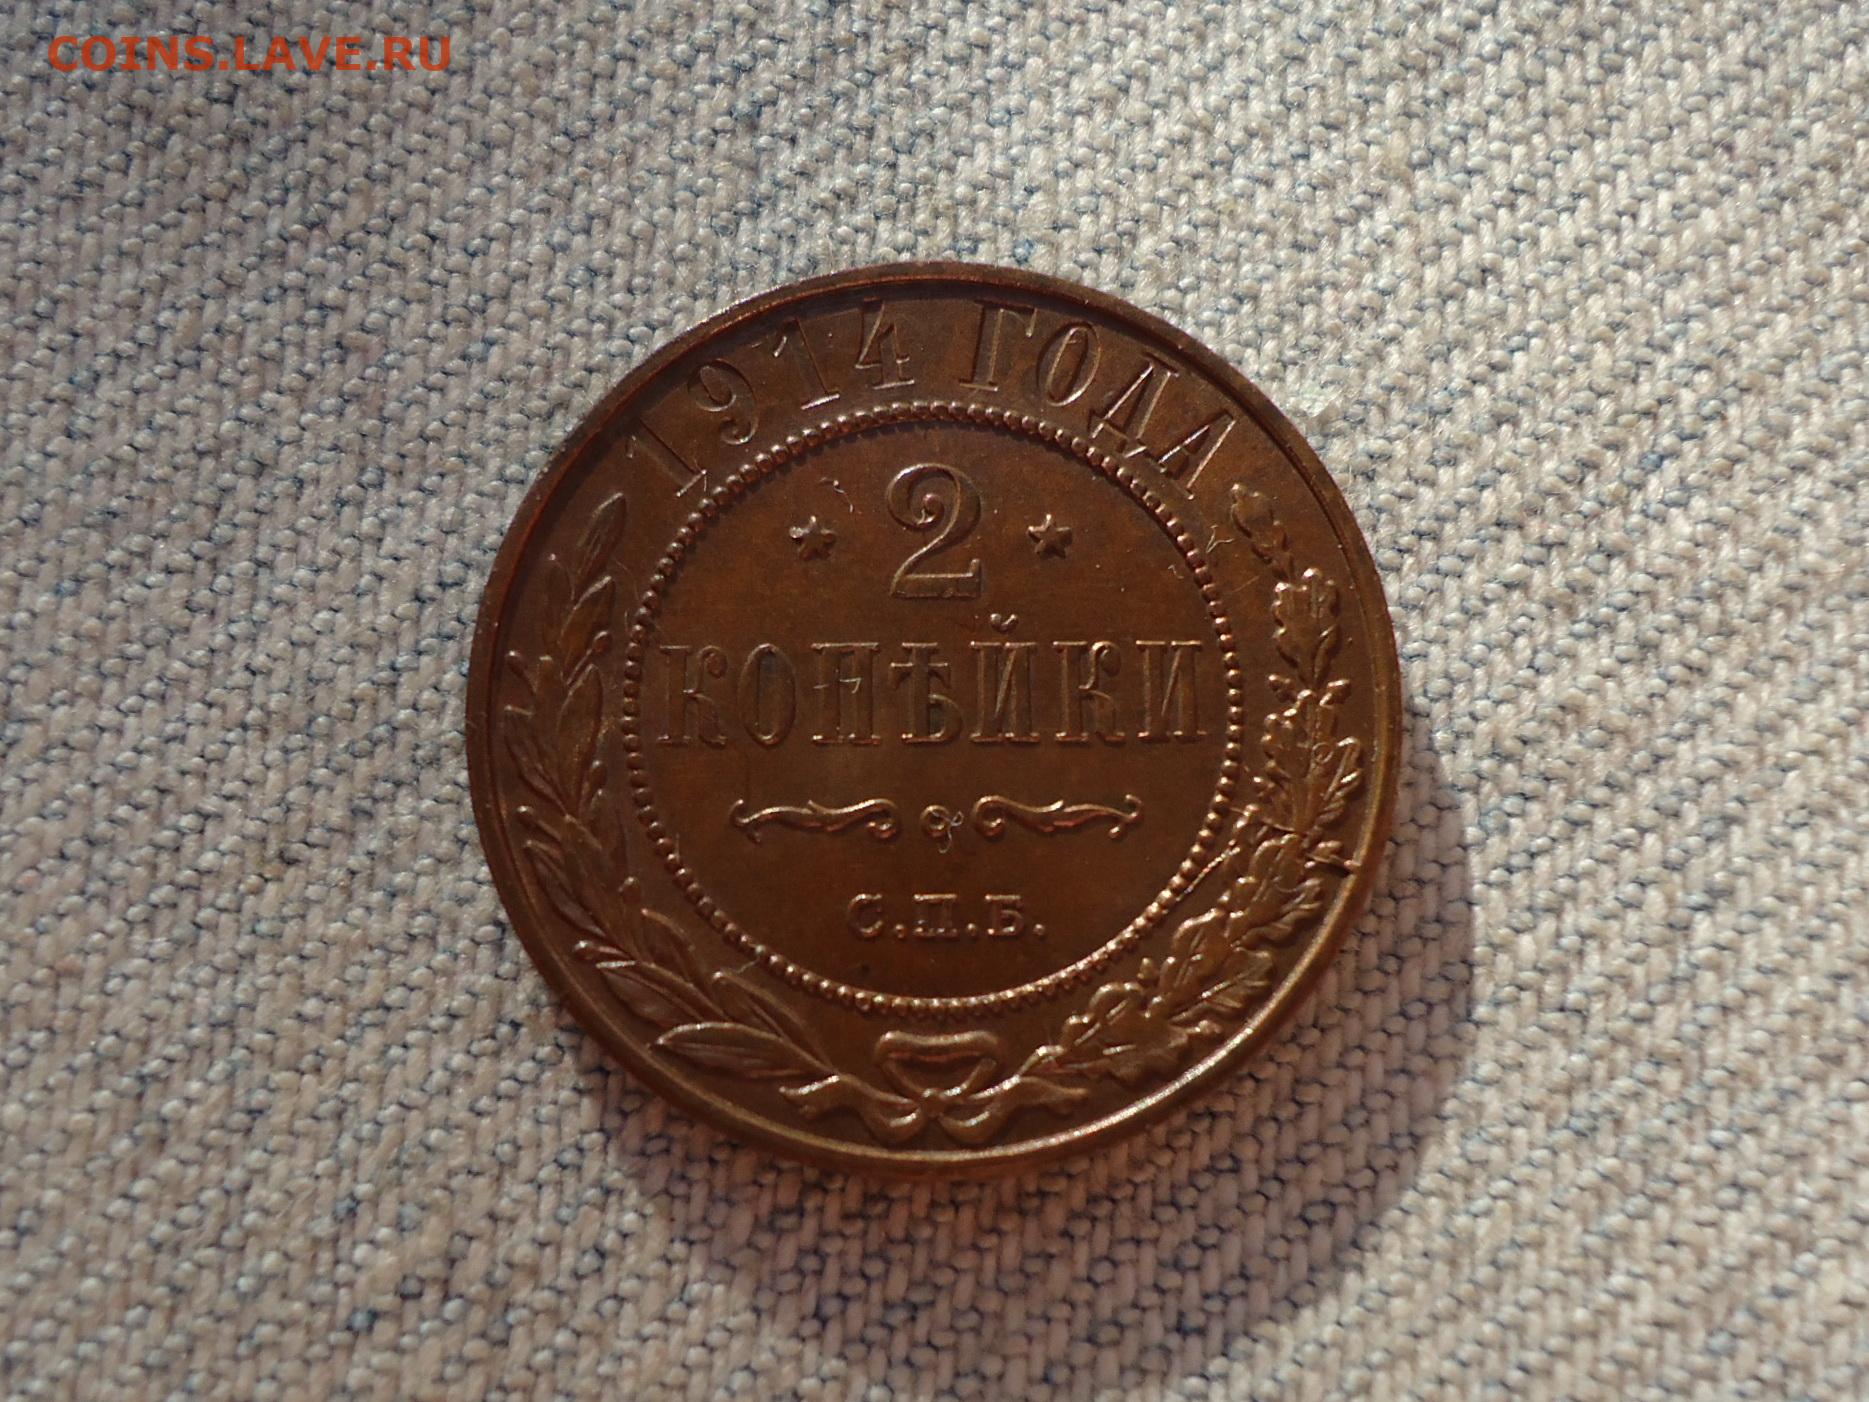 COINS.LAVE.RU
1914 ГОДА
2
КОПѢЙКИ
С.П.Б.